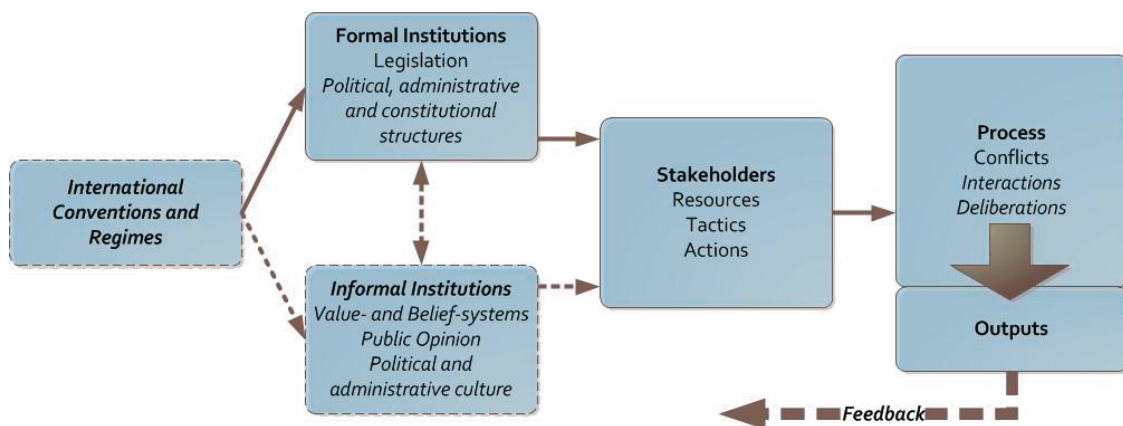 Formal Institutions
Legislation
Political, administrative
and constitutional
structures
International
Conventions and
Regimes
Informal Institutions
Value- and Belief-systems
Public Opinion
Political and
administrative culture
Stakeholders
Resources
Tactics
Actions
Process
Conflicts
Interactions
Deliberations
Outputs
Feedback